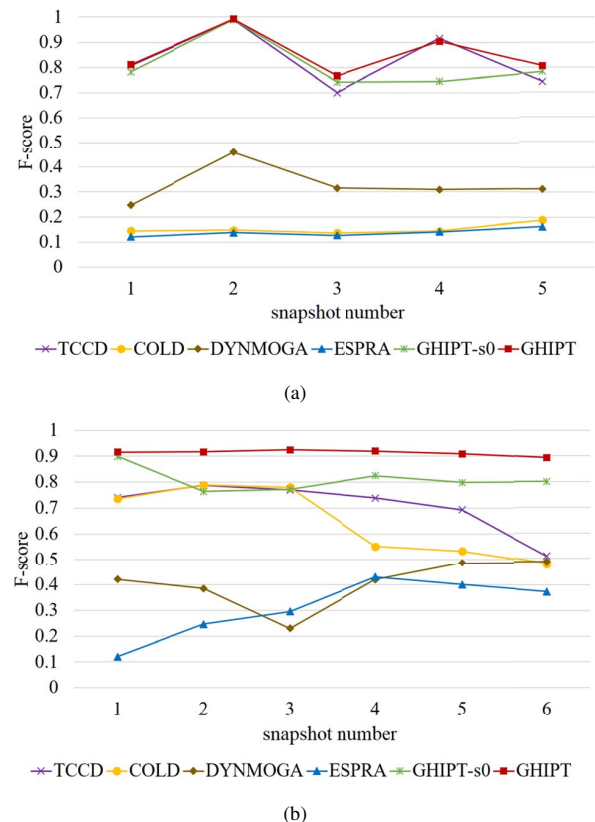 1
0.9
0.8
0.7
0.6
0.5
0.4
0.3
0.2
0.1
0
F-score
1 2 3 4 5
snapshot number
TCCD COLD DYNMOGA ESPRA GHIPT-s0 GHIPT
(a)
1
0.9
0.8
0.7
0.6
0.5
0.4
0.3
0.2
0.1
0
F-score
1 2 3 4 5 6
snapshot number
TCCD COLD DYNMOGA ESPRA GHIPT-s0 GHIPT
(b)